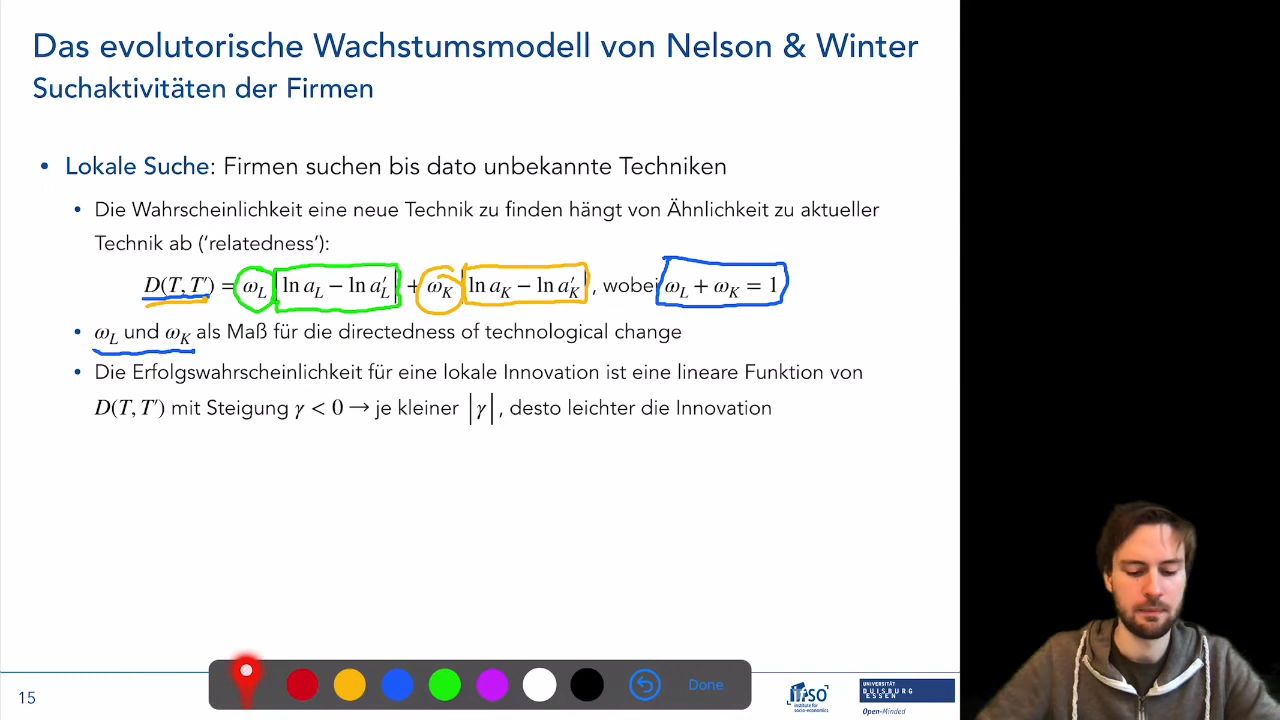 Das evolutorische Wachstumsmodell von Nelson & Winter
Suchaktivitäten der Firmen
• Lokale Suche: Firmen suchen bis dato unbekannte Techniken
• Die Wahrscheinlichkeit eine neue Technik zu finden hängt von Ähnlichkeit zu aktueller
Technik ab (‘relatedness’):
D(T, T′) = ω_L |ln a_L − ln a′_L| + ω_K |ln a_K − ln a′_K| , wobei ω_L + ω_K = 1
• ω_L und ω_K als Maß für die directedness of technological change
• Die Erfolgswahrscheinlichkeit für eine lokale Innovation ist eine lineare Funktion von
D(T, T′) mit Steigung γ < 0 → je kleiner |γ|, desto leichter die Innovation
Done
15
ifso
institute for
socio-economics
UNIVERSITÄT
DUISBURG
ESSEN
Open-Minded